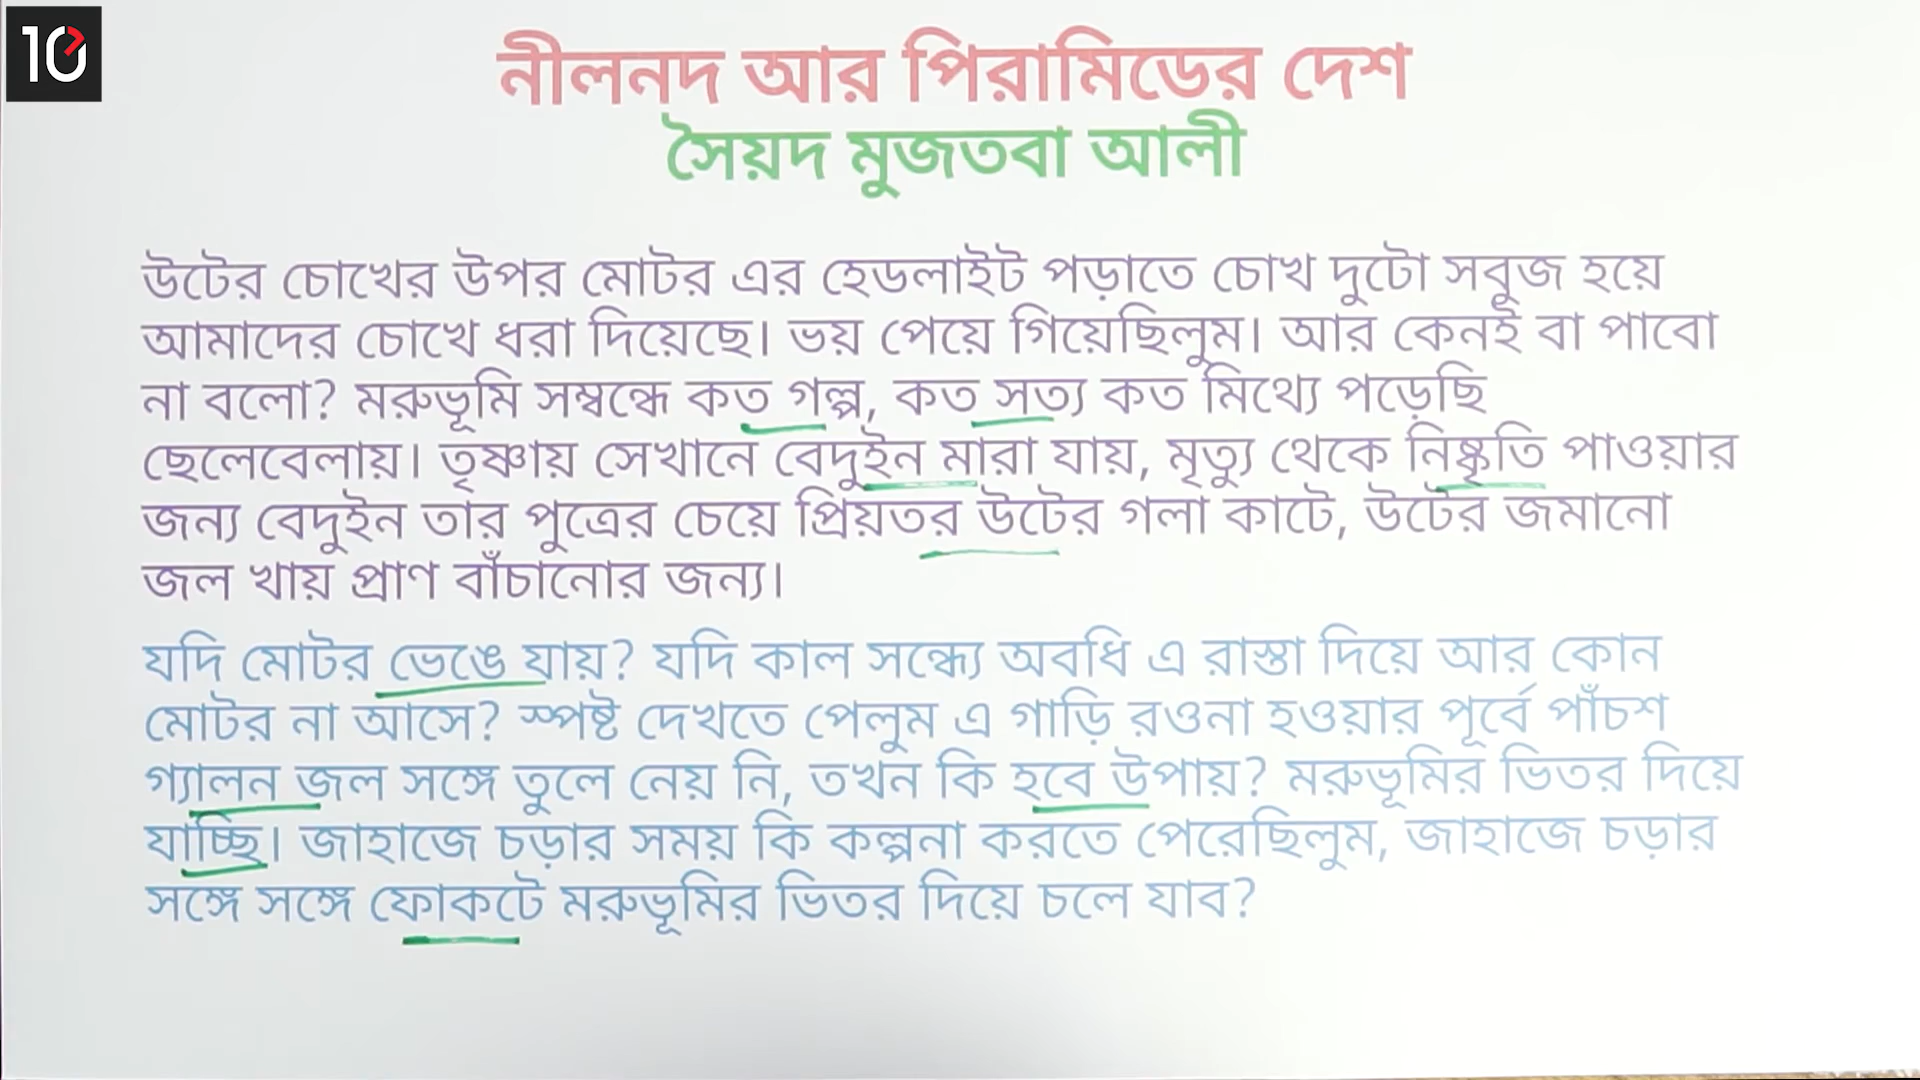 10
নীলনদ আর পিরামিডের দেশ
সৈয়দ মুজতবা আলী
উটের চোখের উপর মোটর এর হেডলাইট পড়াতে চোখ দুটো সবুজ হয়ে
আমাদের চোখে ধরা দিয়েছে। ভয় পেয়ে গিয়েছিলুম। আর কেনই বা পাবো
না বলো? মরুভূমি সম্বন্ধে কত গল্প, কত সত্য কত মিথ্যে পড়েছি
ছেলেবেলায়। তৃষ্ণায় সেখানে বেদুইন মারা যায়, মৃত্যু থেকে নিষ্কৃতি পাওয়ার
জন্য বেদুইন তার পুত্রের চেয়ে প্রিয়তর উটের গলা কাটে, উটের জমানো
জল খায় প্রাণ বাঁচানোর জন্য।
যদি মোটর ভেঙে যায়? যদি কাল সন্ধ্যে অবধি এ রাস্তা দিয়ে আর কোন
মোটর না আসে? স্পষ্ট দেখতে পেলুম এ গাড়ি রওনা হওয়ার পূর্বে পাঁচশ
গ্যালন জল সঙ্গে তুলে নেয় নি, তখন কি হবে উপায়? মরুভূমির ভিতর দিয়ে
যাচ্ছি। জাহাজে চড়ার সময় কি কল্পনা করতে পেরেছিলুম, জাহাজে চড়ার
সঙ্গে সঙ্গে ফোকটে মরুভূমির ভিতর দিয়ে চলে যাব?